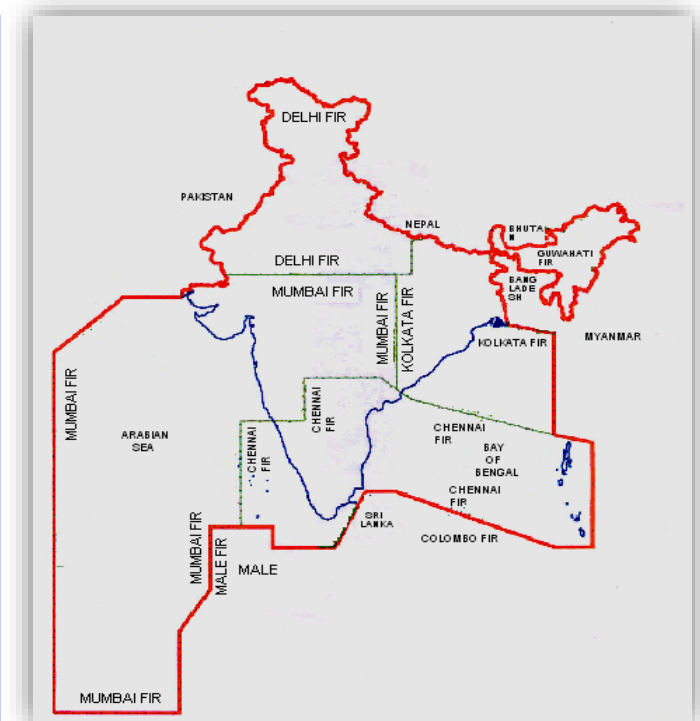 DELHI FIR
PAKISTAN
NEPAL
BHUTA
N
GUWAHATI
FIR
DELHI FIR
BANG
LADE
SH
MUMBAI FIR
MUMBAI FIR
KOLKATA FIR
KOLKATA FIR
MYANMAR
MUMBAI FIR
ARABIAN
SEA
CHENNAI
FIR
CHENNAI
FIR
CHENNAI
FIR
BAY
OF
BENGAL
CHENNAI
FIR
SRI
LANKA
COLOMBO FIR
MUMBAI FIR
MALE FIR
MALE
MUMBAI FIR